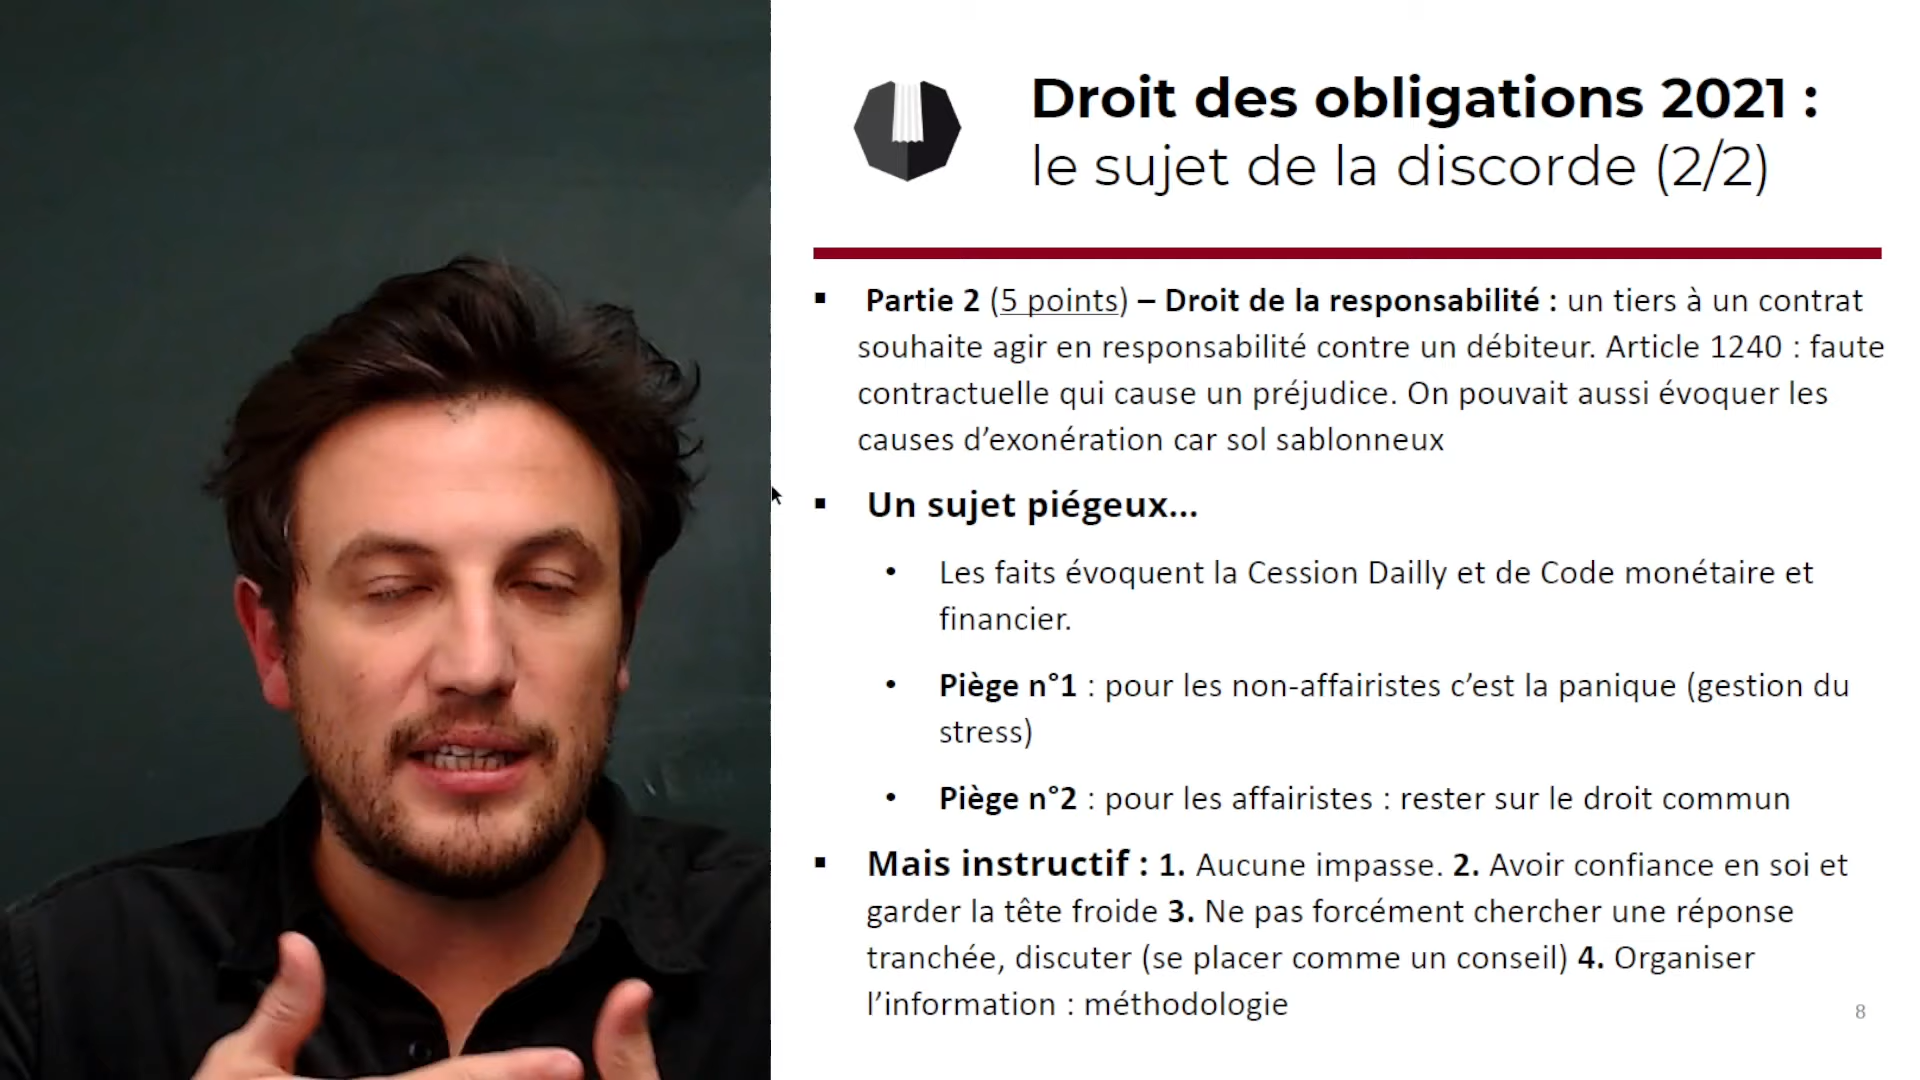 Droit des obligations 2021 :
le sujet de la discorde (2/2)
▪ Partie 2 (5 points) – Droit de la responsabilité : un tiers à un contrat
souhaite agir en responsabilité contre un débiteur. Article 1240 : faute
contractuelle qui cause un préjudice. On pouvait aussi évoquer les
causes d’exonération car sol sablonneux
▪ Un sujet piégeux...
• Les faits évoquent la Cession Dailly et de Code monétaire et
financier.
• Piège n°1 : pour les non-affairistes c’est la panique (gestion du
stress)
• Piège n°2 : pour les affairistes : rester sur le droit commun
▪ Mais instructif : 1. Aucune impasse. 2. Avoir confiance en soi et
garder la tête froide 3. Ne pas forcément chercher une réponse
tranchée, discuter (se placer comme un conseil) 4. Organiser
l’information : méthodologie
8